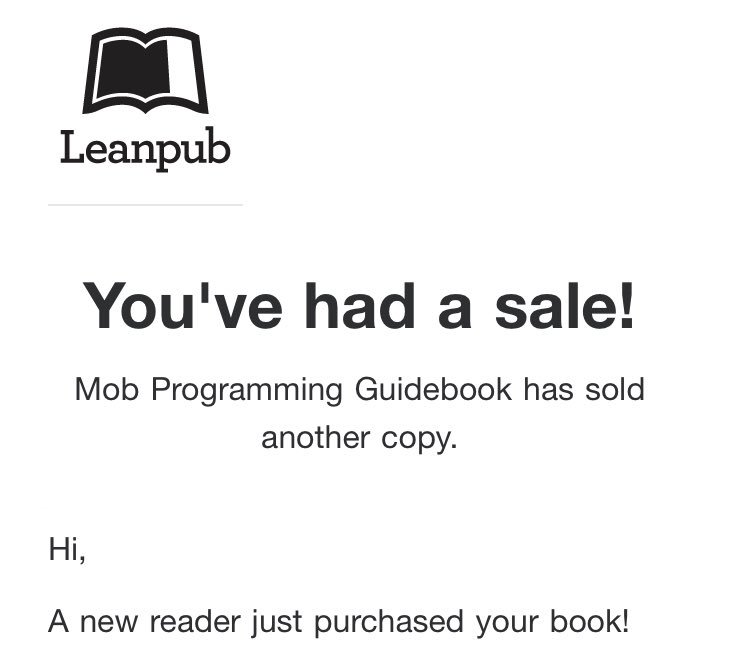 Leanpub
You've had a sale!
Mob Programming Guidebook has sold
another copy.
Hi,
A new reader just purchased your book!